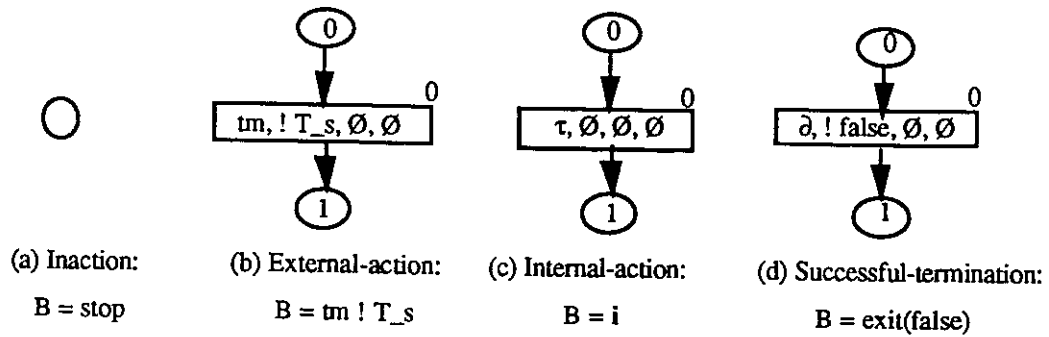 0 0 0
0 0 0
tm, ! T_s, Ø, Ø τ, Ø, Ø, Ø ∂, ! false, Ø, Ø
1 1 1
(a) Inaction: (b) External-action: (c) Internal-action: (d) Successful-termination:
B = stop B = tm ! T_s B = i B = exit(false)